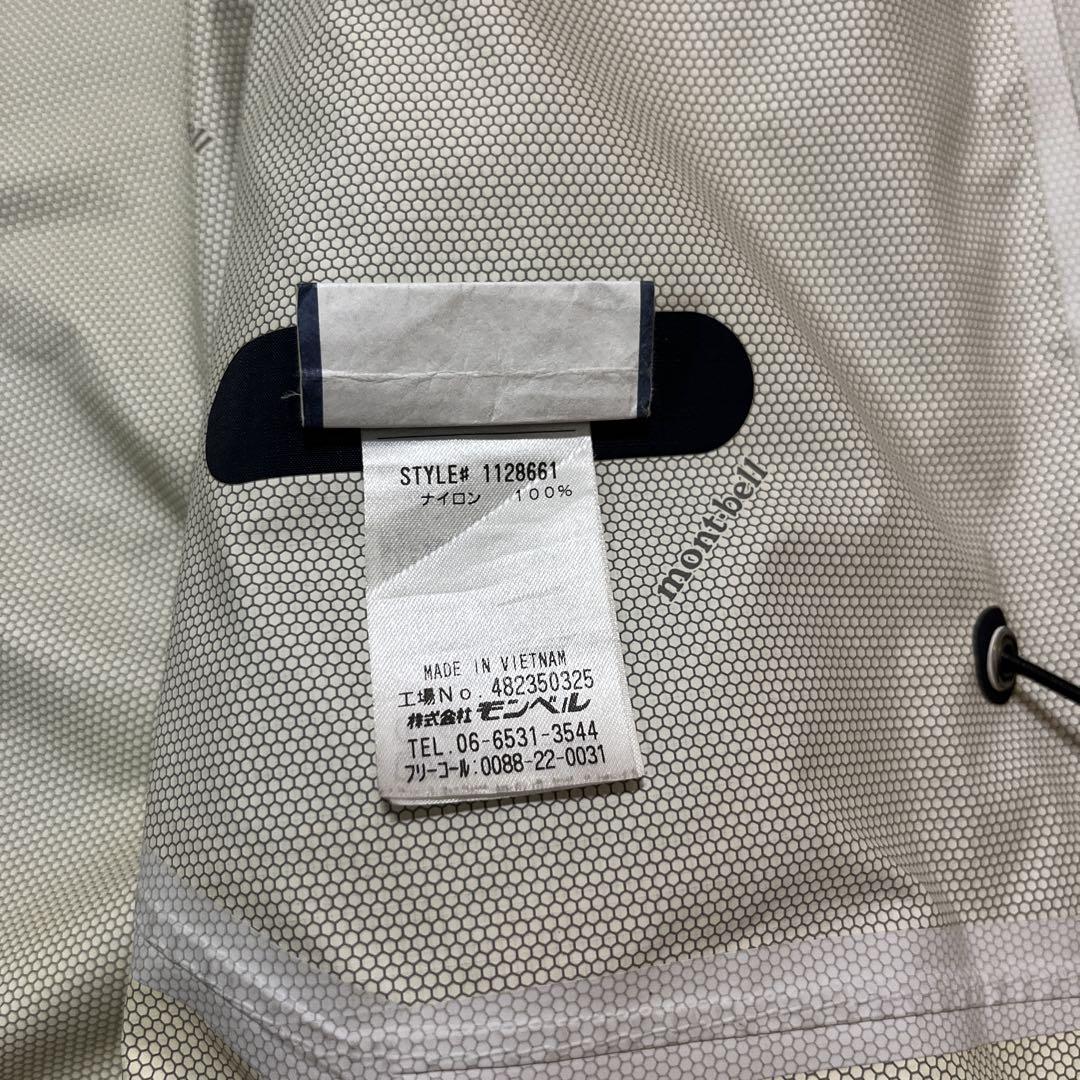 STYLE# 1128661
ナイロン 100%
mont-bell
MADE IN VIETNAM
工場No. 482350325
株式会社 モンベル
TEL.06-6531-3544
フリーコール:0088-22-0031